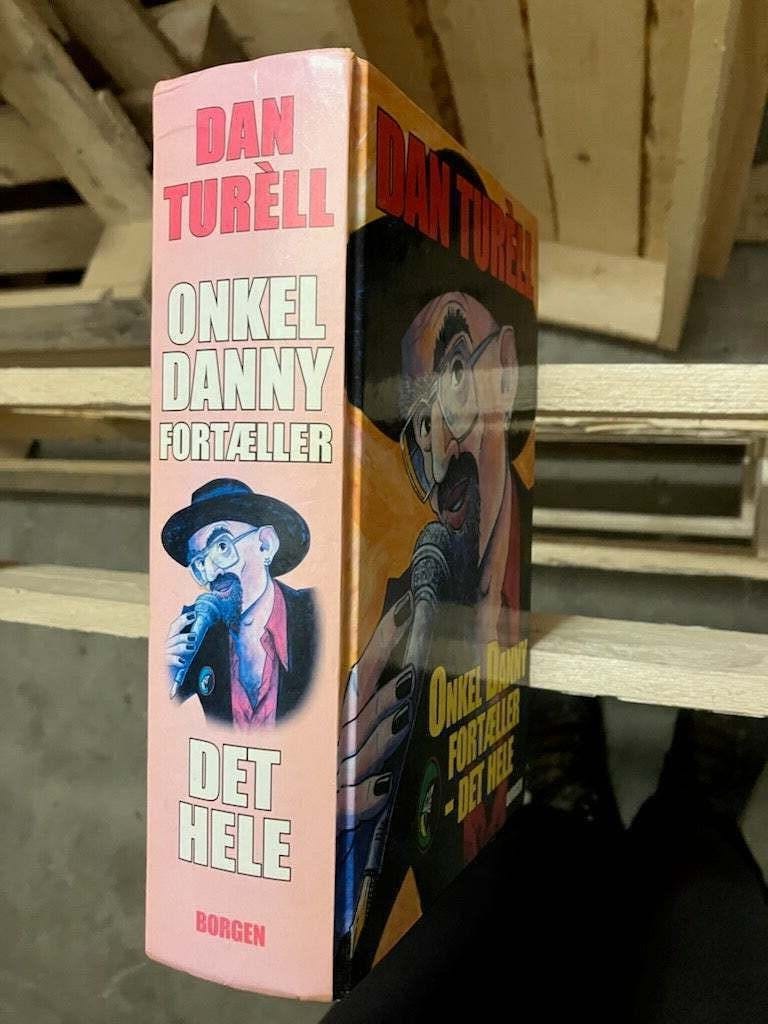 DAN
TURÈLL
ONKEL
DANNY
FORTÆLLER
DET
HELE
BORGEN
DAN TURÈLL
ONKEL DANNY
FORTÆLLER
- DET HELE